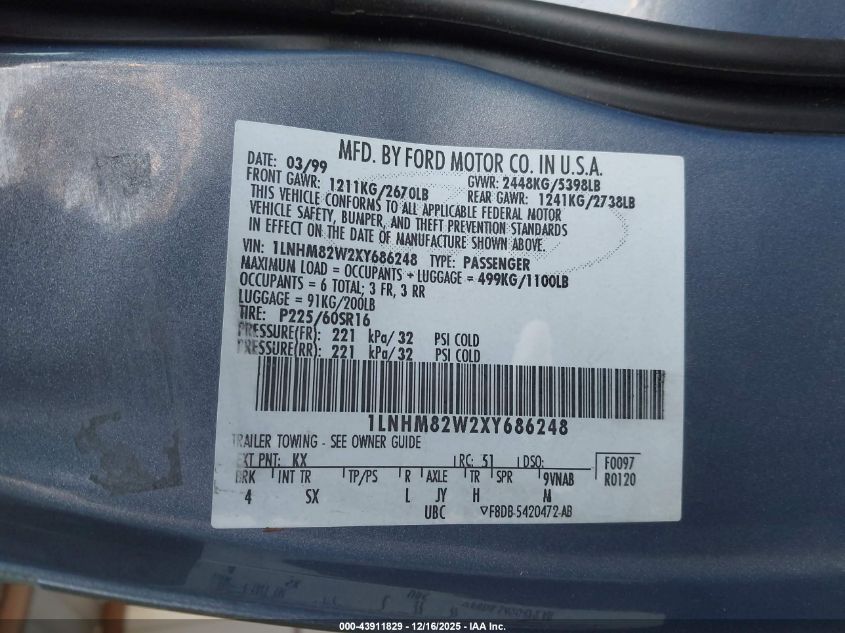 MFD. BY FORD MOTOR CO. IN U.S.A.
DATE: 03/99
GVWR: 2448KG/5398LB
FRONT GAWR: 1211KG/2670LB
REAR GAWR: 1241KG/2738LB
THIS VEHICLE CONFORMS TO ALL APPLICABLE FEDERAL MOTOR
VEHICLE SAFETY, BUMPER, AND THEFT PREVENTION STANDARDS
IN EFFECT ON THE DATE OF MANUFACTURE SHOWN ABOVE.
VIN: 1LNHM82W2XY686248 TYPE: PASSENGER
MAXIMUM LOAD = OCCUPANTS + LUGGAGE = 499KG/1100LB
OCCUPANTS = 6 TOTAL; 3 FR, 3 RR
LUGGAGE = 91KG/200LB
TIRE: P225/60SR16
PRESSURE(FR): 221 kPa/ 32 PSI COLD
PRESSURE(RR): 221 kPa/ 32 PSI COLD
1LNHM82W2XY686248
TRAILER TOWING - SEE OWNER GUIDE
EXT PNT: KX RC: 51 DSO: F0097
BRK INT TR TP/PS R AXLE TR SPR 9VNAB R0120
4 SX L JY H M
UBC ▽F8DB-5420472-AB
000-43911829 - 12/16/2025 - IAA Inc.